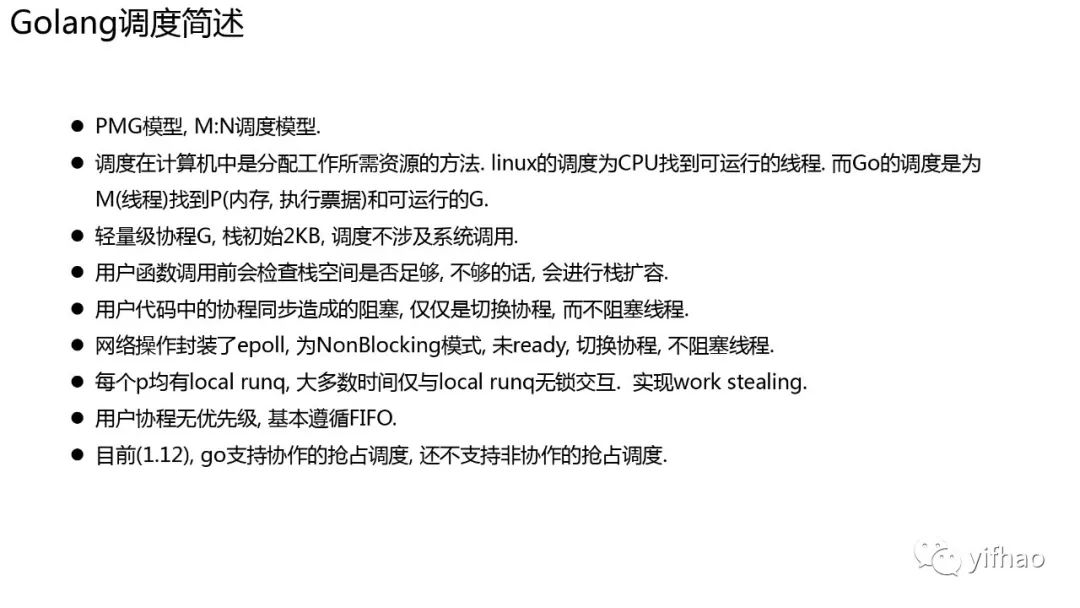 Golang调度简述
● PMG模型, M:N调度模型.
● 调度在计算机中是分配工作所需资源的方法. linux的调度为CPU找到可运行的线程. 而Go的调度是为
M(线程)找到P(内存, 执行票据)和可运行的G.
● 轻量级协程G, 栈初始2KB, 调度不涉及系统调用.
● 用户函数调用前会检查栈空间是否足够, 不够的话, 会进行栈扩容.
● 用户代码中的协程同步造成的阻塞, 仅仅是切换协程, 而不阻塞线程.
● 网络操作封装了epoll, 为NonBlocking模式, 未ready, 切换协程, 不阻塞线程.
● 每个p均有local runq, 大多数时间仅与local runq无锁交互. 实现work stealing.
● 用户协程无优先级, 基本遵循FIFO.
● 目前(1.12), go支持协作的抢占调度, 还不支持非协作的抢占调度.
yifhao